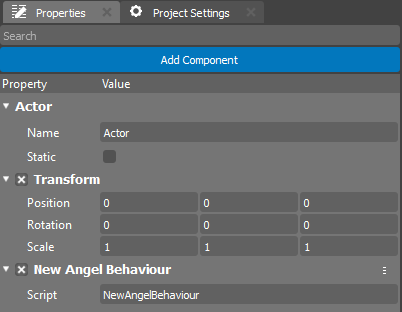 Properties Project Settings
Search
Add Component
Property Value
Actor
Name Actor
Static
Transform
Position 0 0 0
Rotation 0 0 0
Scale 1 1 1
New Angel Behaviour
Script NewAngelBehaviour